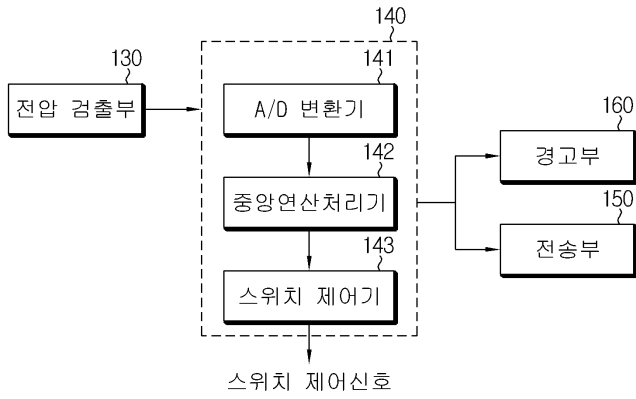 140
130
141
전압 검출부
A/D 변환기
160
142
경고부
중앙연산처리기
150
143
전송부
스위치 제어기
스위치 제어신호